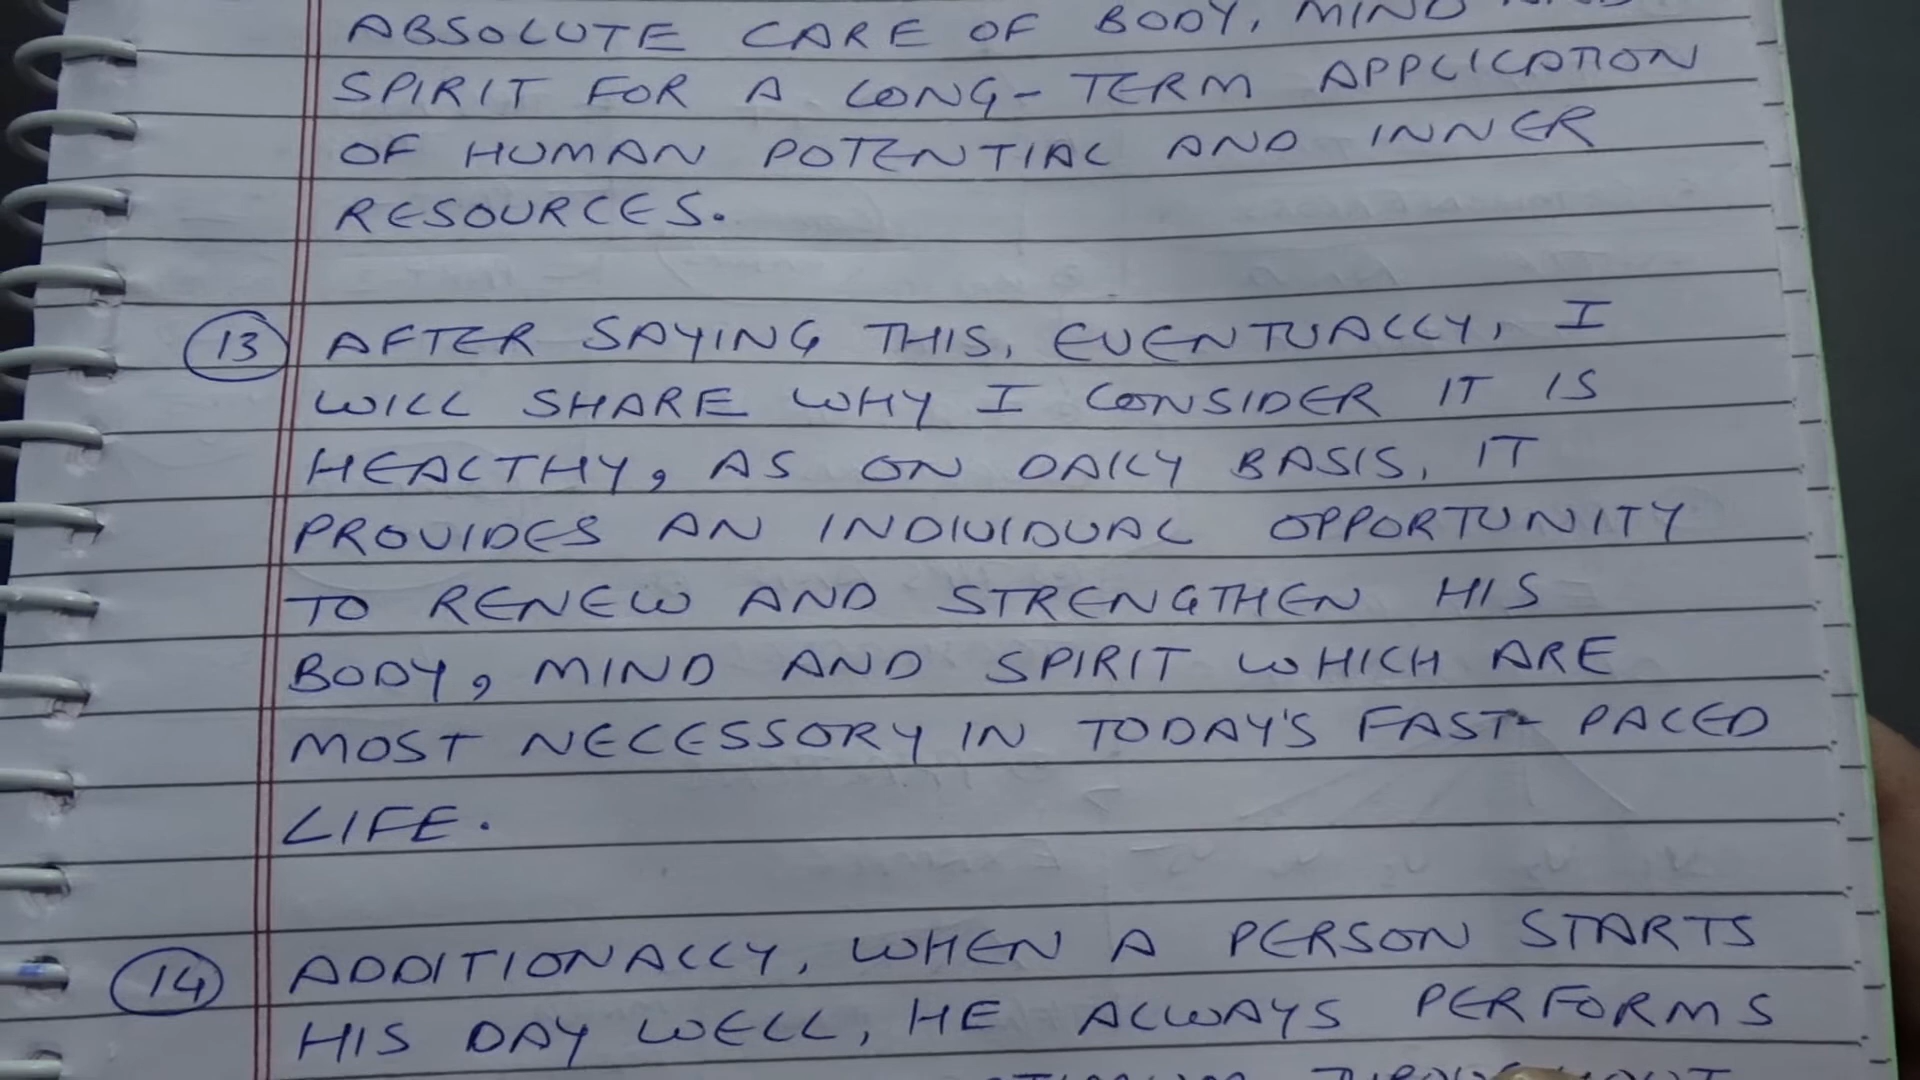 ABSOLUTE CARE OF BODY, MIND AND
SPIRIT FOR A LONG-TERM APPLICATION
OF HUMAN POTENTIAL AND INNER
RESOURCES.
13 AFTER SAYING THIS, EVENTUALLY, I
WILL SHARE WHY I CONSIDER IT IS
HEALTHY, AS ON DAILY BASIS, IT
PROVIDES AN INDIVIDUAL OPPORTUNITY
TO RENEW AND STRENGTHEN HIS
BODY, MIND AND SPIRIT WHICH ARE
MOST NECESSORY IN TODAY'S FAST-PACED
LIFE.
14 ADDITIONALLY, WHEN A PERSON STARTS
HIS DAY WELL, HE ALWAYS PERFORMS